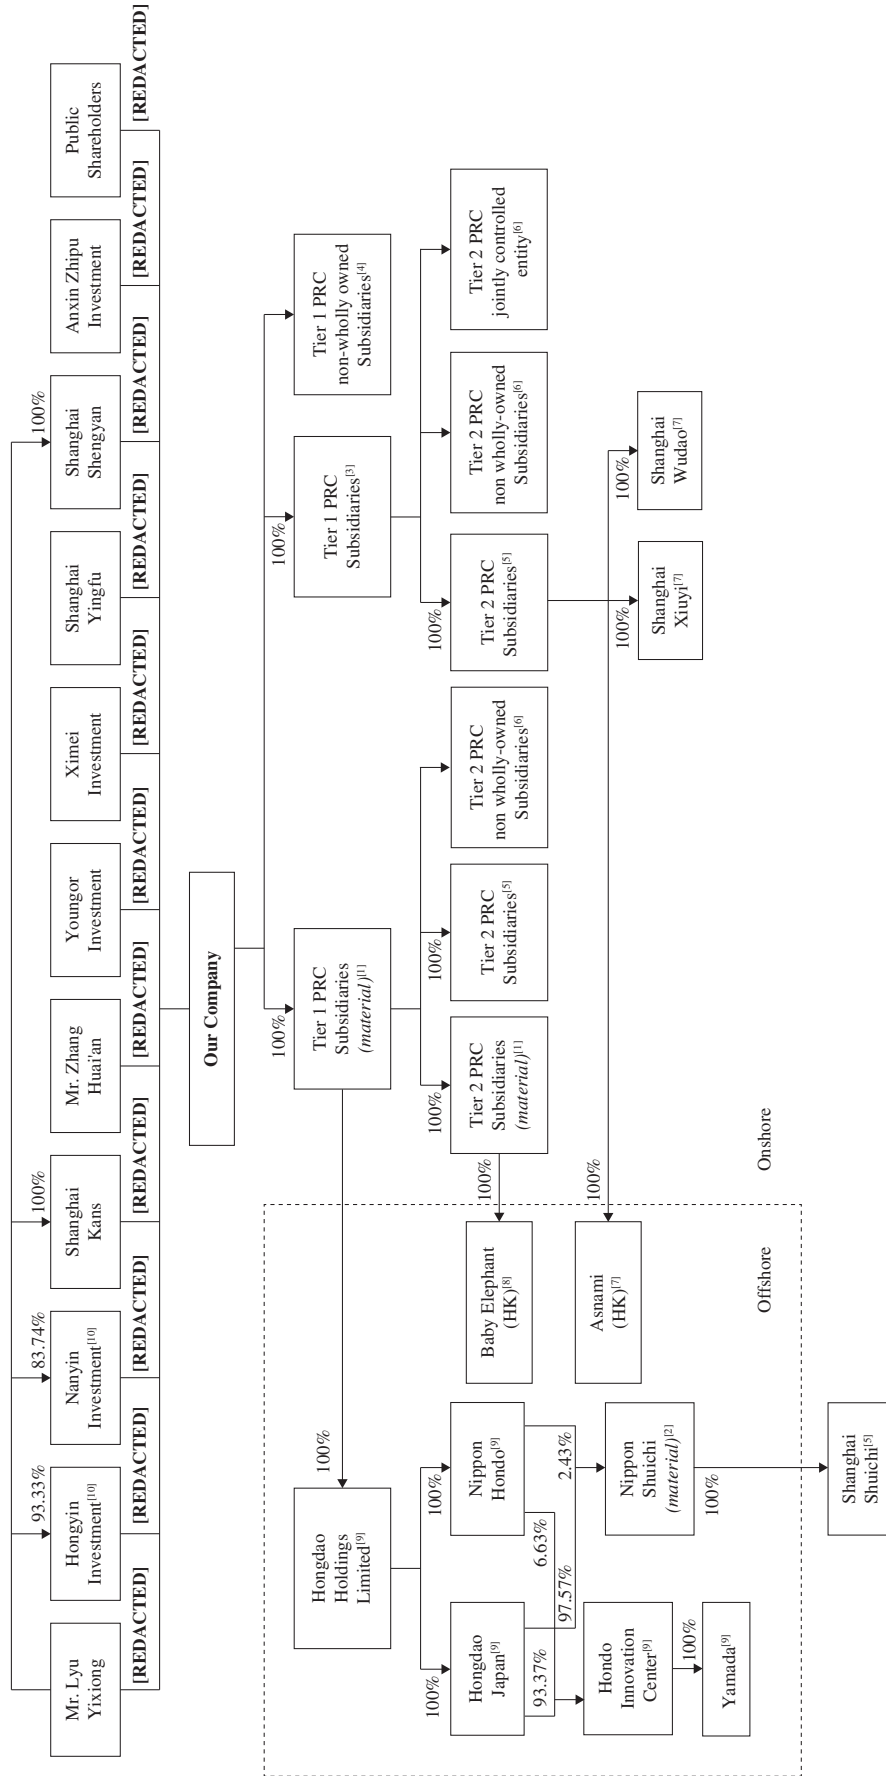 Mr. Lyu
Yixiong
Hongyin
Investment[10]
Nanyin
Investment[10]
Shanghai
Kans
Mr. Zhang
Huai'an
Youngor
Investment
Ximei
Investment
Shanghai
Yingfu
Shanghai
Shengyan
Anxin Zhipu
Investment
Public
Shareholders
93.33%
83.74%
100%
100%
[REDACTED]
[REDACTED]
[REDACTED]
[REDACTED]
[REDACTED]
[REDACTED]
[REDACTED]
[REDACTED]
[REDACTED]
[REDACTED]
[REDACTED]
Our Company
100%
100%
100%
Hongdao
Holdings
Limited[9]
Tier 1 PRC
Subsidiaries
(material)[1]
Tier 1 PRC
Subsidiaries[3]
Tier 1 PRC
non-wholly owned
Subsidiaries[4]
100%
100%
100%
100%
100%
Hongdao
Japan[9]
Nippon
Hondo[9]
Baby Elephant
(HK)[8]
100%
Tier 2 PRC
Subsidiaries
(material)[1]
Tier 2 PRC
Subsidiaries[5]
Tier 2 PRC
non wholly-owned
Subsidiaries[6]
Tier 2 PRC
Subsidiaries[5]
Tier 2 PRC
non wholly-owned
Subsidiaries[6]
Tier 2 PRC
jointly controlled
entity[6]
93.37%
6.63%
97.57%
2.43%
100%
100%
100%
Hondo
Innovation
Center[9]
Nippon
Shuichi
(material)[2]
Asnami
(HK)[7]
Shanghai
Xiuyi[7]
Shanghai
Wudao[7]
100%
100%
Yamada[9]
Offshore
Onshore
Shanghai
Shuichi[5]